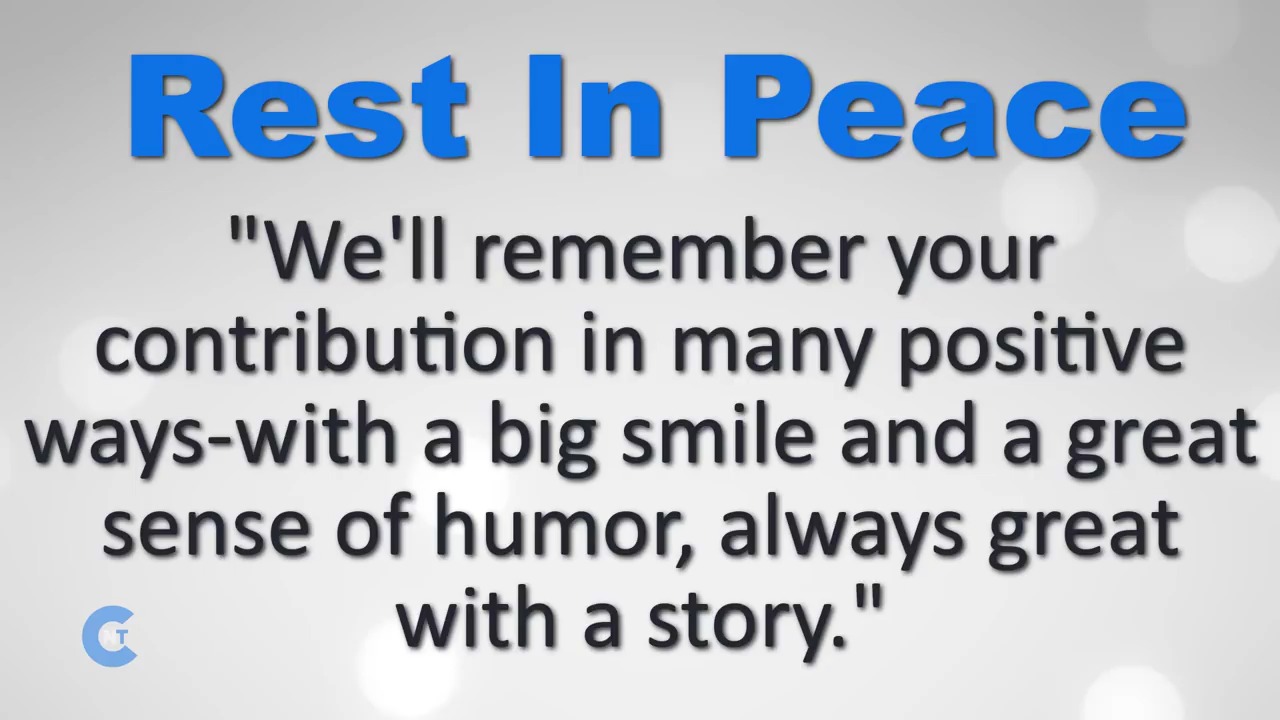 Rest In Peace
"We'll remember your
contribution in many positive
ways-with a big smile and a great
sense of humor, always great
with a story."
CNT